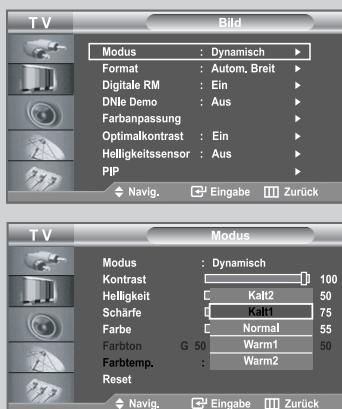 TV Bild
Modus : Dynamisch
Format : Autom. Breit
Digitale RM : Ein
DNIe Demo : Aus
Farbanpassung
Optimalkontrast : Ein
Helligkeitssensor : Aus
PIP
Navig. Eingabe Zurück
TV Modus
Modus : Dynamisch
Kontrast 100
Helligkeit Kalt2 50
Schärfe Kalt1 75
Farbe Normal 55
Farbton G 50 Warm1 50
Farbtemp. : Warm2
Reset
Navig. Eingabe Zurück